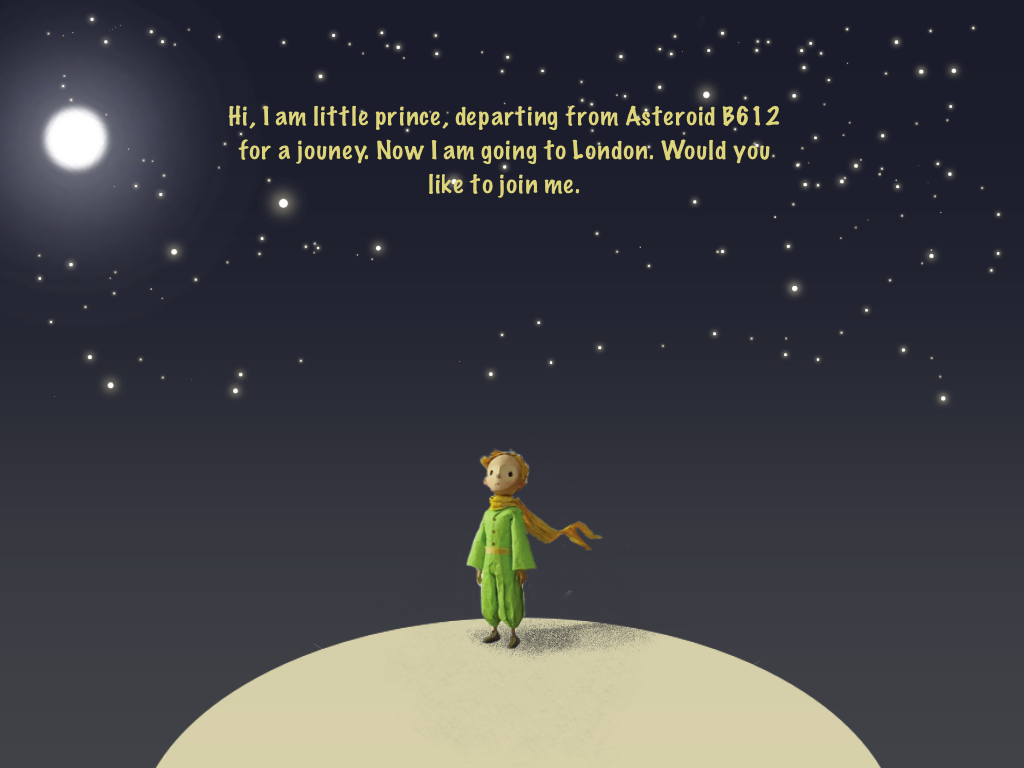 Hi, I am little prince, departing from Asteroid B612
for a jouney. Now I am going to London. Would you
like to join me.